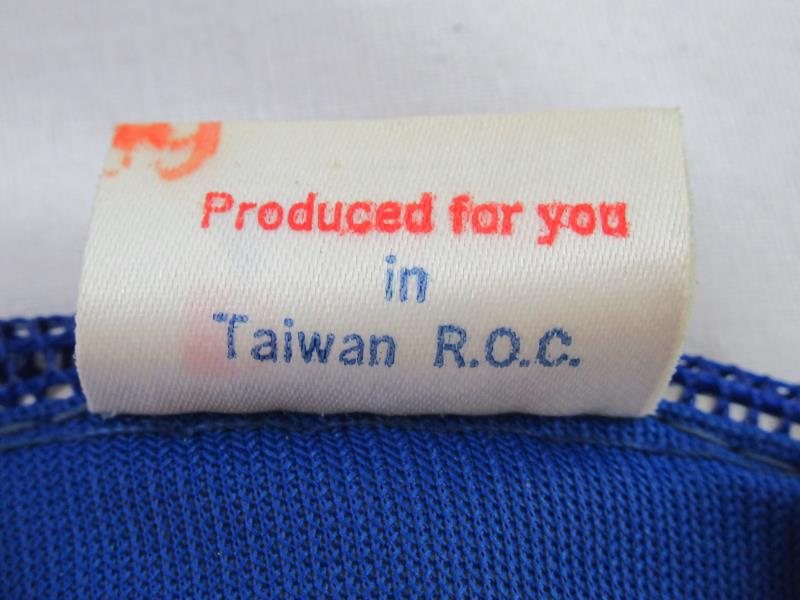 Produced for you
in
Taiwan R.O.C.